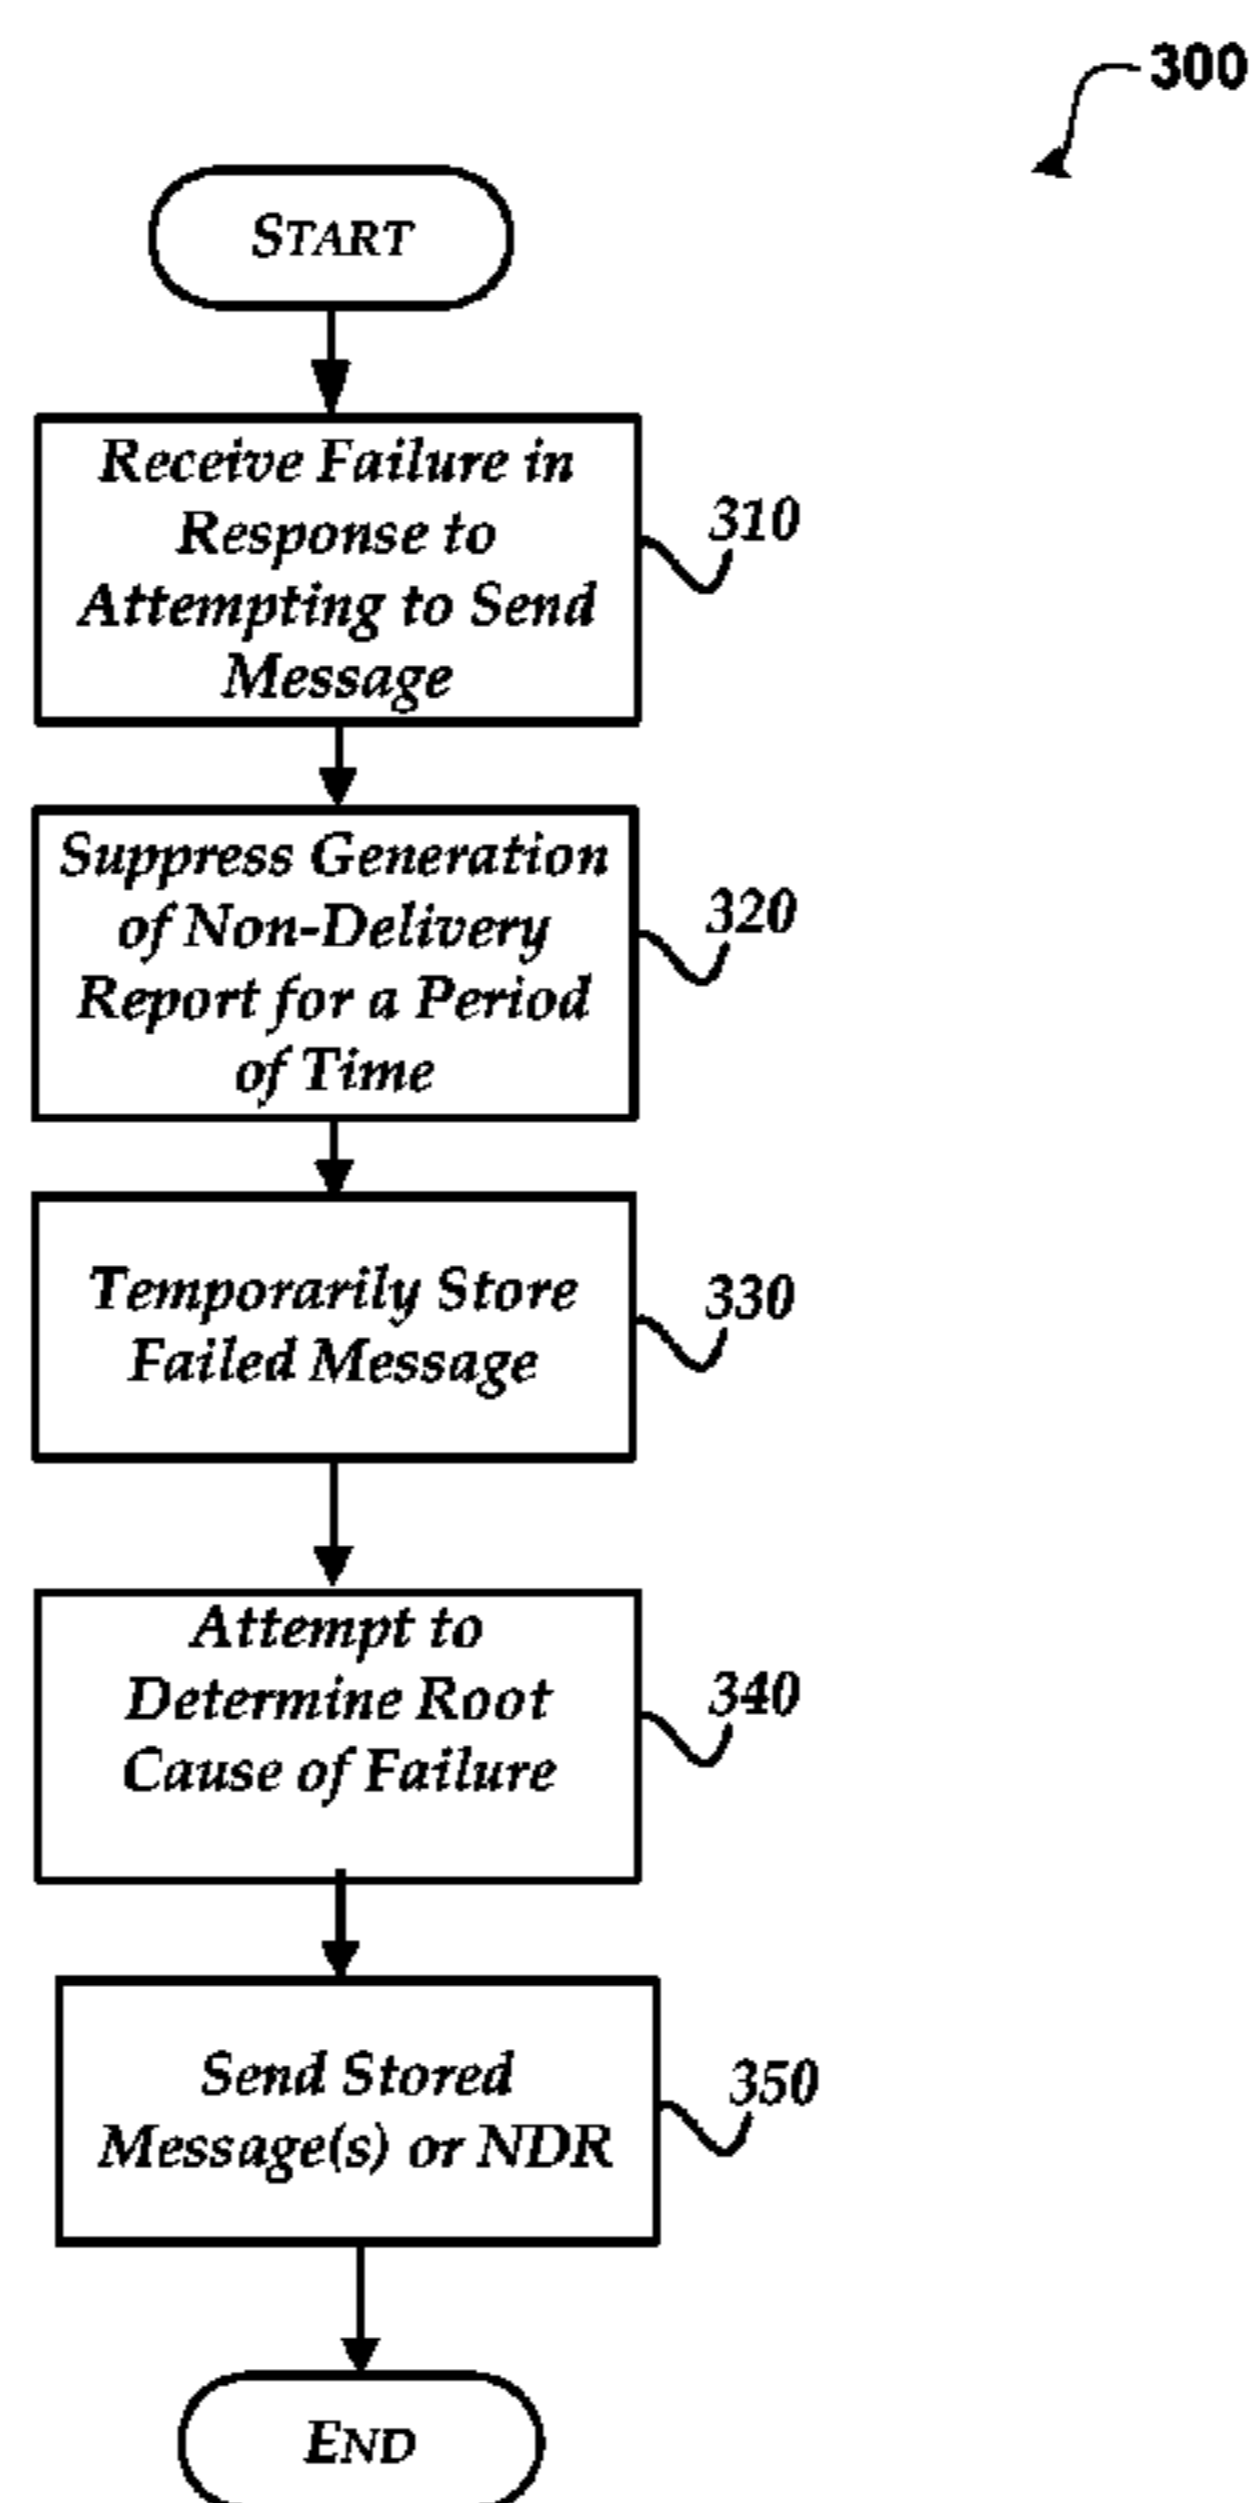 300
START
Receive Failure in
Response to
Attempting to Send
Message
310
Suppress Generation
of Non-Delivery
Report for a Period
of Time
320
Temporarily Store
Failed Message
330
Attempt to
Determine Root
Cause of Failure
340
Send Stored
Message(s) or NDR
350
END